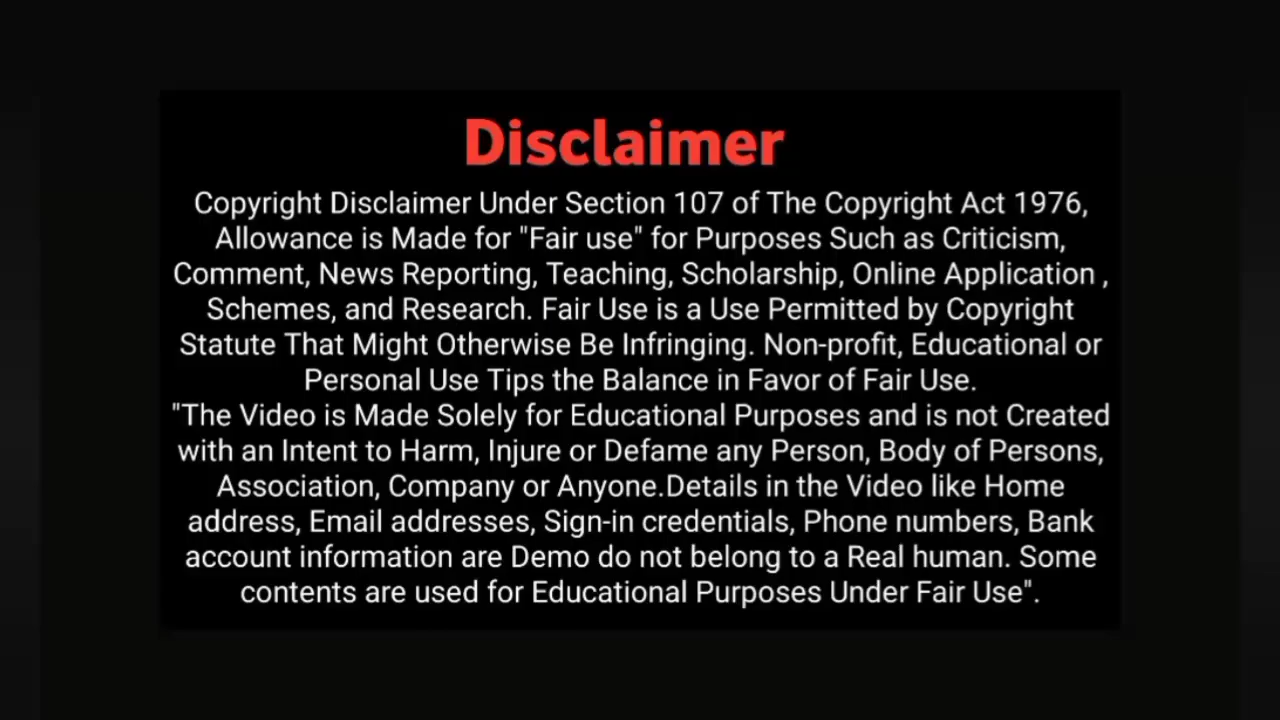 Disclaimer
Copyright Disclaimer Under Section 107 of The Copyright Act 1976,
Allowance is Made for "Fair use" for Purposes Such as Criticism,
Comment, News Reporting, Teaching, Scholarship, Online Application ,
Schemes, and Research. Fair Use is a Use Permitted by Copyright
Statute That Might Otherwise Be Infringing. Non-profit, Educational or
Personal Use Tips the Balance in Favor of Fair Use.
"The Video is Made Solely for Educational Purposes and is not Created
with an Intent to Harm, Injure or Defame any Person, Body of Persons,
Association, Company or Anyone.Details in the Video like Home
address, Email addresses, Sign-in credentials, Phone numbers, Bank
account information are Demo do not belong to a Real human. Some
contents are used for Educational Purposes Under Fair Use".